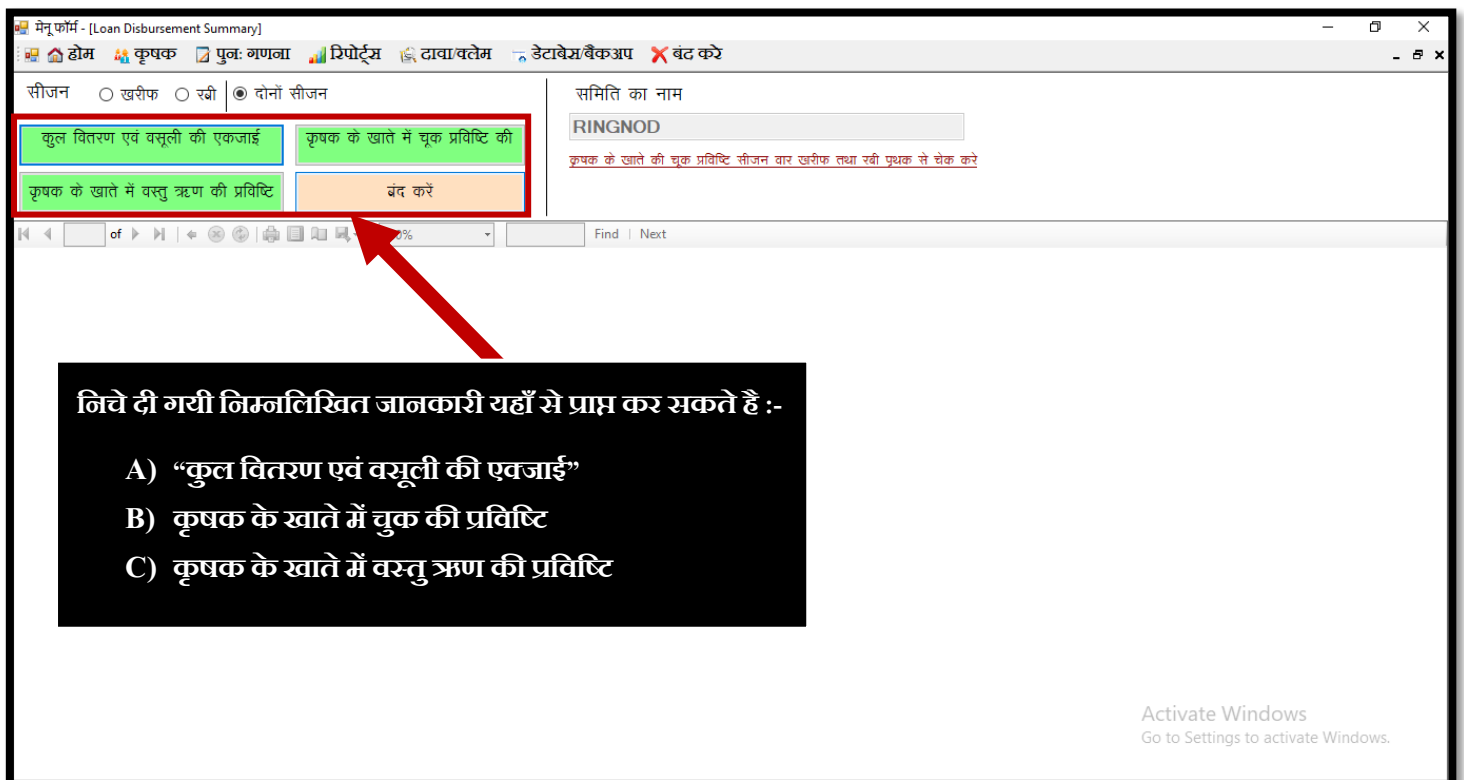 मेनू फॉर्म - [Loan Disbursement Summary]
होम कृषक पुन: गणना रिपोर्ट्स दावा/क्लेम डेटाबेस/बैकअप बंद करे
सीजन खरीफ रबी दोनों सीजन
समिति का नाम
RINGNOD
कुल वितरण एवं वसूली की एकजाई
कृषक के खाते में चूक प्रविष्टि की
कृषक के खाते की चूक प्रविष्टि सीजन वार खरीफ तथा रबी पृथक से चेक करे
कृषक के खाते में वस्तु ऋण की प्रविष्टि
बंद करें
of 0% Find | Next
निचे दी गयी निम्नलिखित जानकारी यहाँ से प्राप्त कर सकते है :-
A) “कुल वितरण एवं वसूली की एक्जाई”
B) कृषक के खाते में चुक की प्रविष्टि
C) कृषक के खाते में वस्तु ऋण की प्रविष्टि
Activate Windows
Go to Settings to activate Windows.